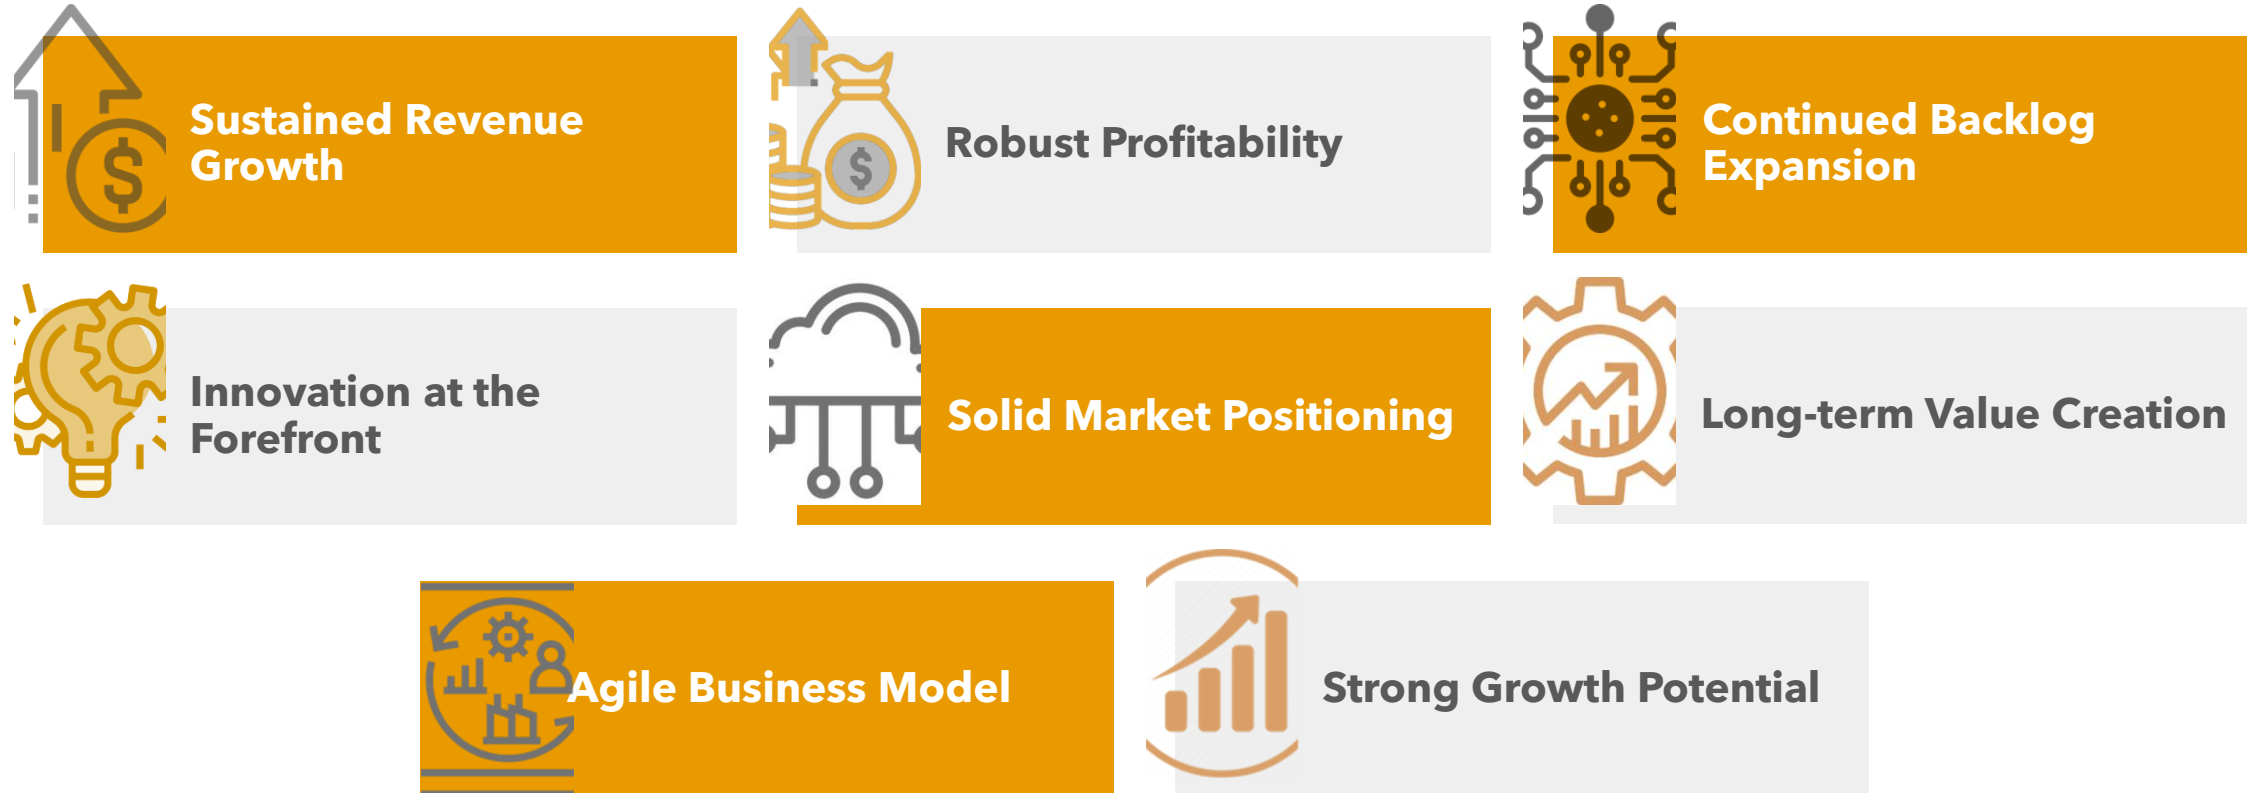 Sustained Revenue
Growth
Robust Profitability
Continued Backlog
Expansion
Innovation at the
Forefront
Solid Market Positioning
Long-term Value Creation
Agile Business Model
Strong Growth Potential